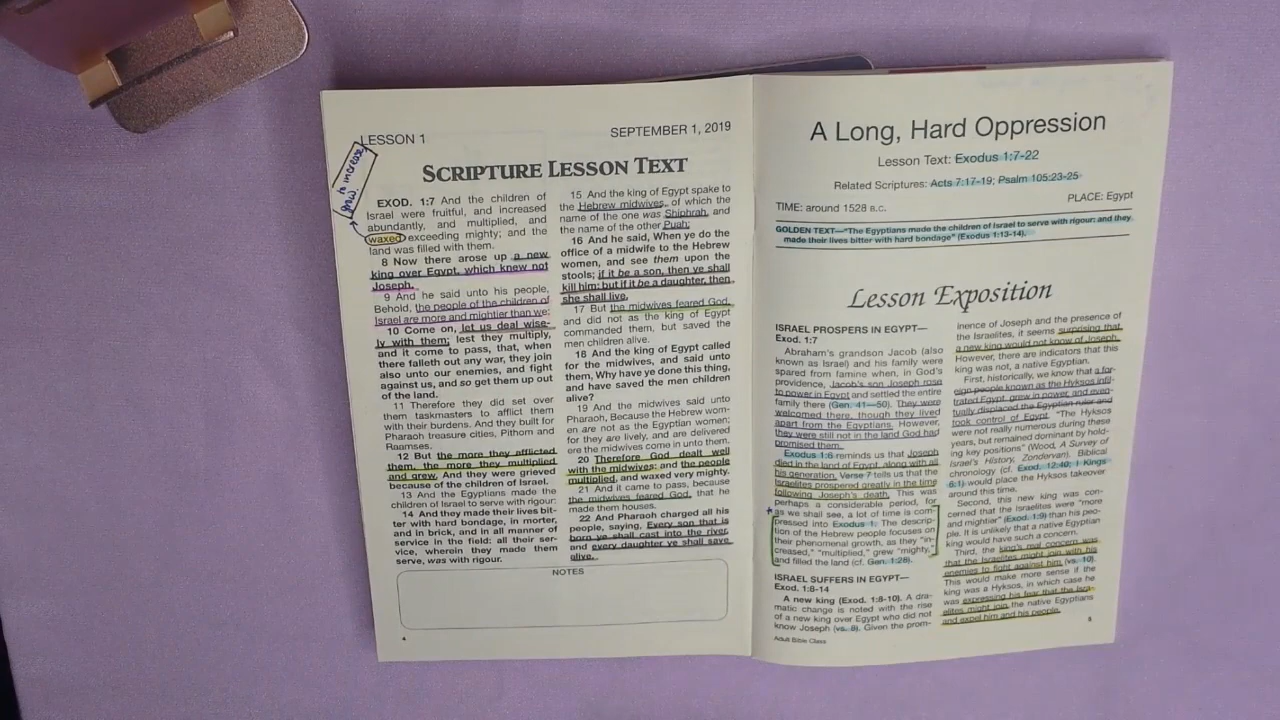 LESSON 1
SEPTEMBER 1, 2019
to increase
grow.
SCRIPTURE LESSON TEXT
EXOD. 1:7 And the children of
Israel were fruitful, and increased
abundantly, and multiplied, and
waxed exceeding mighty; and the
land was filled with them.
8 Now there arose up a new
king over Egypt, which knew not
Joseph.
9 And he said unto his people,
Behold, the people of the children of
Israel are more and mightier than we:
10 Come on, let us deal wise-
ly with them; lest they multiply,
and it come to pass, that, when
there falleth out any war, they join
also unto our enemies, and fight
against us, and so get them up out
of the land.
11 Therefore they did set over
them taskmasters to afflict them
with their burdens. And they built for
Pharaoh treasure cities, Pithom and
Raamses.
12 But the more they afflicted
them, the more they multiplied
and grew. And they were grieved
because of the children of Israel.
13 And the Egyptians made the
children of Israel to serve with rigour:
14 And they made their lives bit-
ter with hard bondage, in morter,
and in brick, and in all manner of
service in the field: all their ser-
vice, wherein they made them
serve, was with rigour.
15 And the king of Egypt spake to
the Hebrew midwives, of which the
name of the one was Shiphrah, and
the name of the other Puah:
16 And he said, When ye do the
office of a midwife to the Hebrew
women, and see them upon the
stools; if it be a son, then ye shall
kill him: but if it be a daughter, then
she shall live.
17 But the midwives feared God,
and did not as the king of Egypt
commanded them, but saved the
men children alive.
18 And the king of Egypt called
for the midwives, and said unto
them, Why have ye done this thing,
and have saved the men children
alive?
19 And the midwives said unto
Pharaoh, Because the Hebrew wom-
en are not as the Egyptian women;
for they are lively, and are delivered
ere the midwives come in unto them.
20 Therefore God dealt well
with the midwives: and the people
multiplied, and waxed very mighty.
21 And it came to pass, because
the midwives feared God, that he
made them houses.
22 And Pharaoh charged all his
people, saying, Every son that is
born ye shall cast into the river,
and every daughter ye shall save
alive.
NOTES
4
A Long, Hard Oppression
Lesson Text: Exodus 1:7-22
Related Scriptures: Acts 7:17-19; Psalm 105:23-25
TIME: around 1528 B.C.
PLACE: Egypt
GOLDEN TEXT—"The Egyptians made the children of Israel to serve with rigour: and they
made their lives bitter with hard bondage" (Exodus 1:13-14).
Lesson Exposition
ISRAEL PROSPERS IN EGYPT—
Exod. 1:7
Abraham's grandson Jacob (also
known as Israel) and his family were
spared from famine when, in God's
providence, Jacob's son Joseph rose
to power in Egypt and settled the entire
family there (Gen. 41—50). They were
welcomed there, though they lived
apart from the Egyptians. However,
they were still not in the land God had
promised them.
Exodus 1:6 reminds us that Joseph
died in the land of Egypt, along with all
his generation. Verse 7 tells us that the
Israelites prospered greatly in the time
following Joseph's death. This was
perhaps a considerable period, for
as we shall see, a lot of time is com-
pressed into Exodus 1. The descrip-
tion of the Hebrew people focuses on
their phenomenal growth, as they "in-
creased," "multiplied," grew "mighty,"
and filled the land (cf. Gen. 1:28).
ISRAEL SUFFERS IN EGYPT—
Exod. 1:8-14
A new king (Exod. 1:8-10). A dra-
matic change is noted with the rise
of a new king over Egypt who did not
know Joseph (vs. 8). Given the prom-
Adult Bible Class
inence of Joseph and the presence of
the Israelites, it seems surprising that
a new king would not know of Joseph.
However, there are indicators that this
king was not, a native Egyptian.
First, historically, we know that a for-
eign people known as the Hyksos infil-
trated Egypt, grew in power, and even-
tually displaced the Egyptian ruler and
took control of Egypt. "The Hyksos
were not really numerous during these
years, but remained dominant by hold-
ing key positions" (Wood, A Survey of
Israel's History, Zondervan). Biblical
chronology (cf. Exod. 12:40; I Kings
6:1) would place the Hyksos takeover
around this time.
Second, this new king was con-
cerned that the Israelites were "more
and mightier" (Exod. 1:9) than his peo-
ple. It is unlikely that a native Egyptian
king would have such a concern.
Third, the king's real concern was
that the Israelites might join with his
enemies to fight against him (vs. 10).
This would make more sense if the
king was a Hyksos, in which case he
was expressing his fear that the Isra-
elites might join the native Egyptians
and expel him and his people.
5